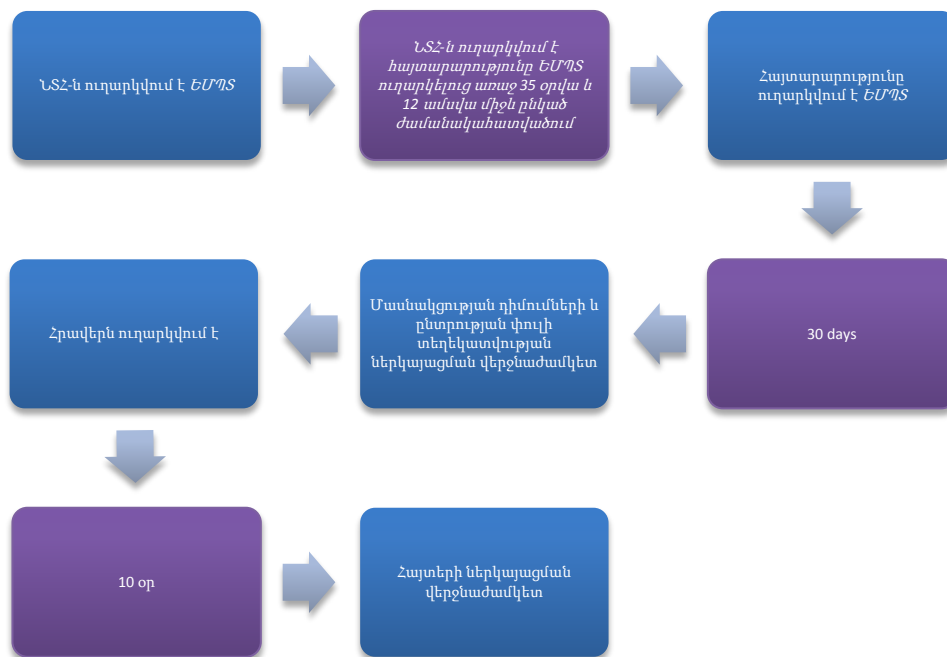 ՆՏՀ-ն ուղարկվում է ԵՄՊՏ
ՆՏՀ-ն ուղարկվում է
հայտարարությունը ԵՄՊՏ
ուղարկելուց առաջ 35 օրվա և
12 ամսվա միջև ընկած
ժամանակահատվածում
Հայտարարությունը
ուղարկվում է ԵՄՊՏ
30 days
Մասնակցության դիմումների և
ընտրության փուլի
տեղեկատվության
ներկայացման վերջնաժամկետ
Հրավերն ուղարկվում է
10 օր
Հայտերի ներկայացման
վերջնաժամկետ